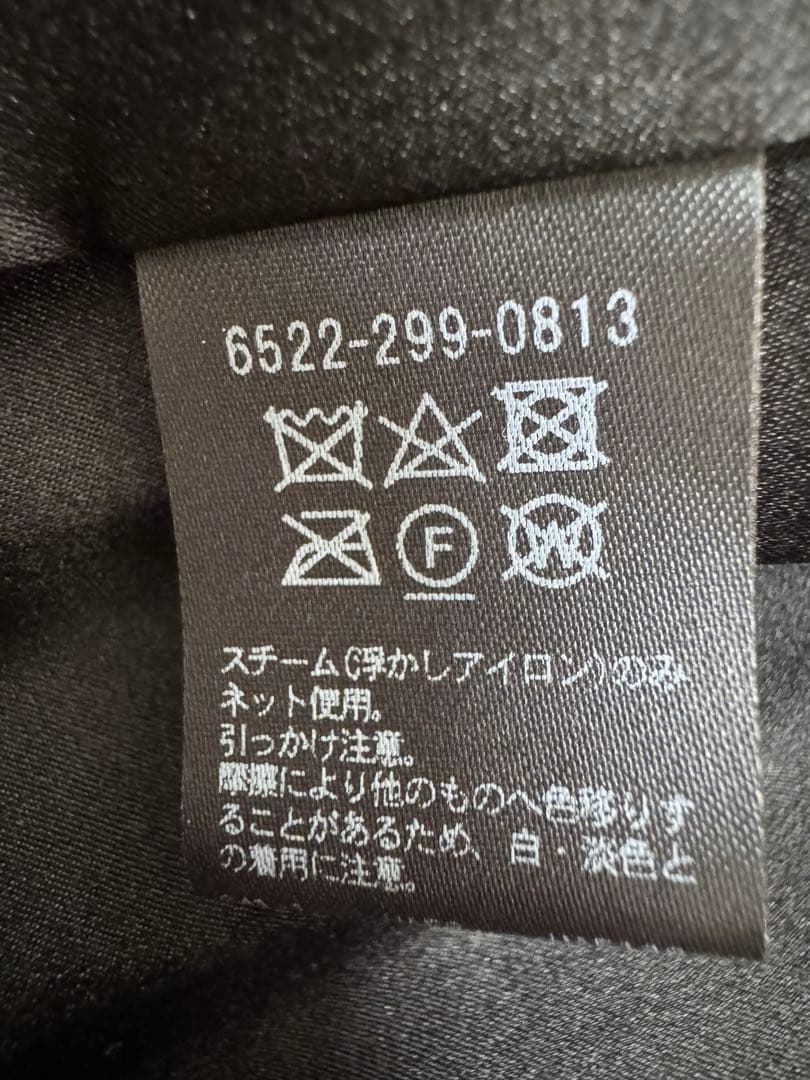 6522-299-0813
F
W
スチーム(浮かしアイロン)のみ
ネット使用。
引っかけ注意。
摩擦により他のものへ色移りす
ることがあるため、白・淡色と
の着用に注意。